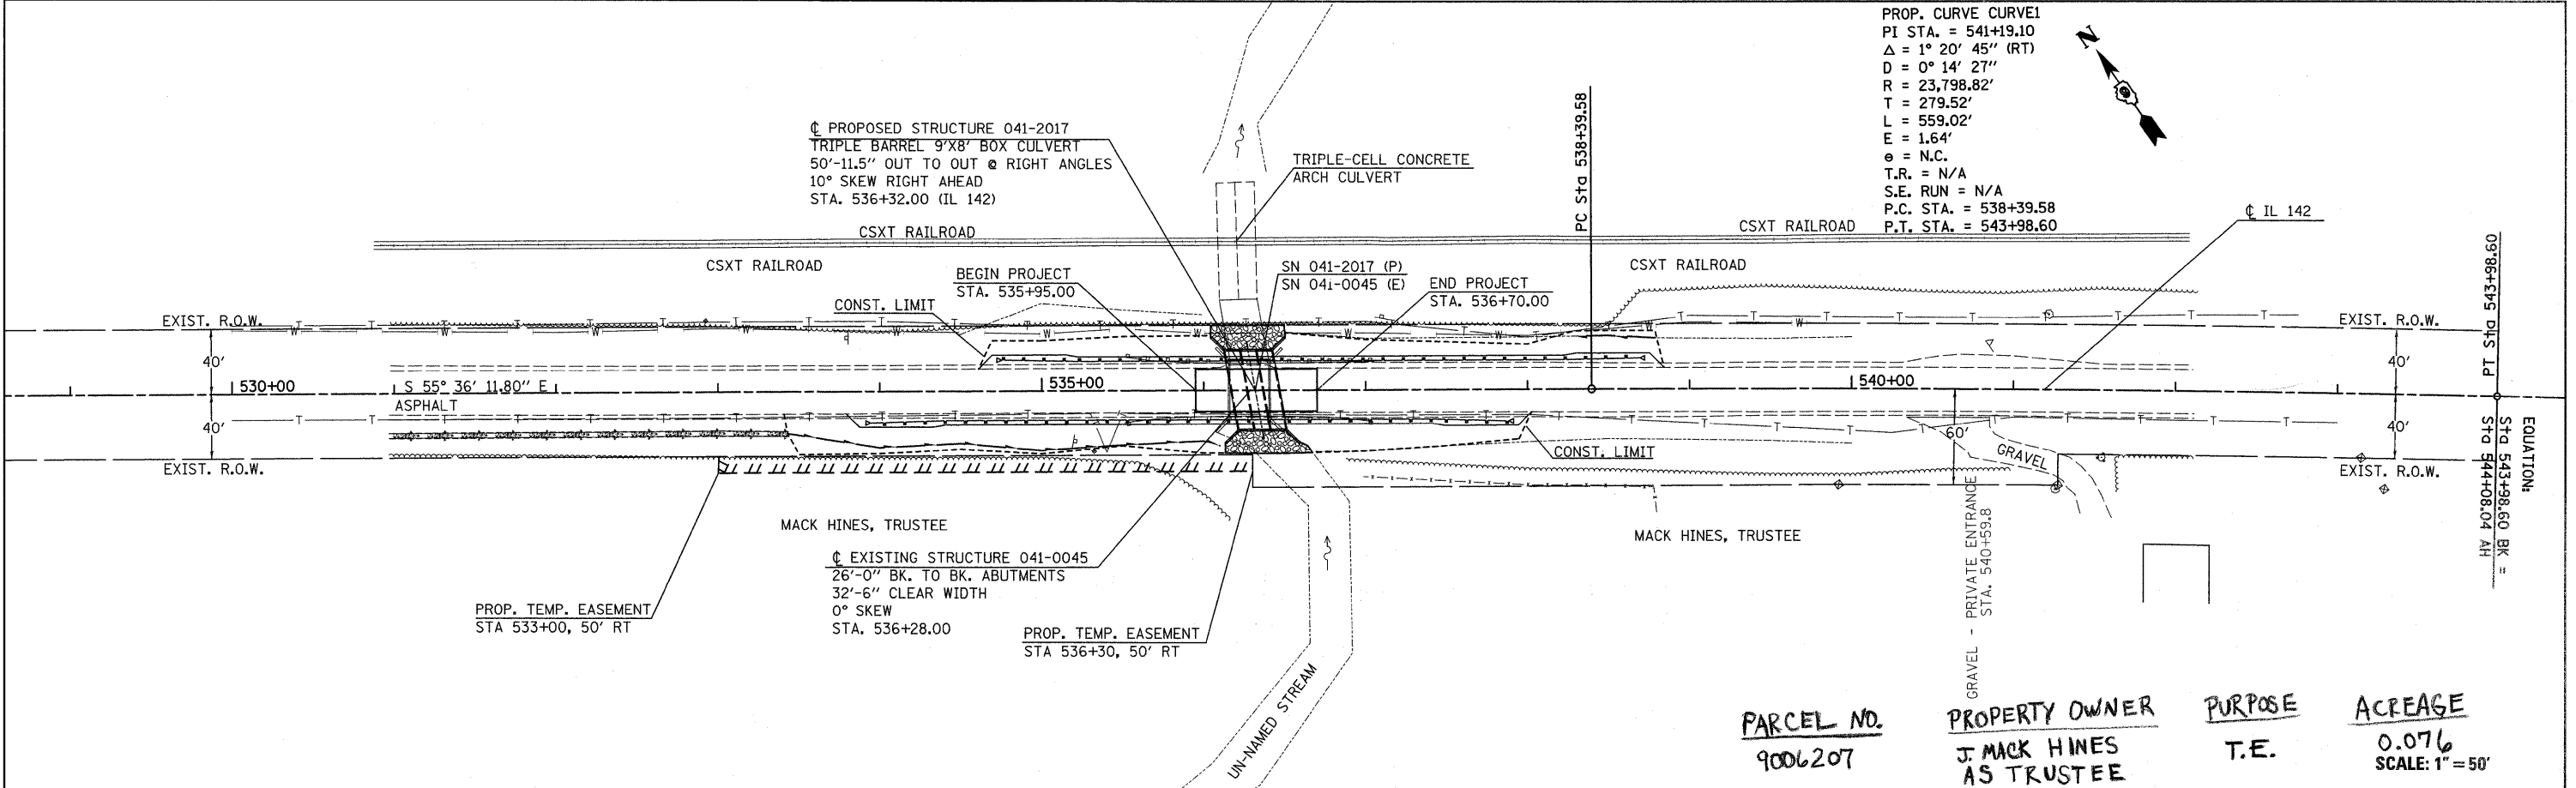 PROP. CURVE CURVE1
PI STA. = 541+19.10
Δ = 1° 20' 45" (RT)
D = 0° 14' 27"
R = 23,798.82'
T = 279.52'
L = 559.02'
E = 1.64'
e = N.C.
T.R. = N/A
S.E. RUN = N/A
P.C. STA. = 538+39.58
P.T. STA. = 543+98.60
N
℄ PROPOSED STRUCTURE 041-2017
TRIPLE BARREL 9'X8' BOX CULVERT
50'-11.5" OUT TO OUT @ RIGHT ANGLES
10° SKEW RIGHT AHEAD
STA. 536+32.00 (IL 142)
TRIPLE-CELL CONCRETE
ARCH CULVERT
PC Sta 538+39.58
℄ IL 142
CSXT RAILROAD
CSXT RAILROAD
CSXT RAILROAD
CSXT RAILROAD
BEGIN PROJECT
STA. 535+95.00
SN 041-2017 (P)
SN 041-0045 (E)
END PROJECT
STA. 536+70.00
CONST. LIMIT
EXIST. R.O.W.
EXIST. R.O.W.
PT Sta 543+98.60
40'
40'
530+00
S 55° 36' 11.80" E
535+00
540+00
ASPHALT
40'
40'
60'
EXIST. R.O.W.
EXIST. R.O.W.
CONST. LIMIT
GRAVEL
EQUATION:
Sta 543+98.60 BK =
Sta 544+08.04 AH
MACK HINES, TRUSTEE
MACK HINES, TRUSTEE
℄ EXISTING STRUCTURE 041-0045
26'-0" BK. TO BK. ABUTMENTS
32'-6" CLEAR WIDTH
0° SKEW
STA. 536+28.00
GRAVEL - PRIVATE ENTRANCE
STA. 540+59.8
PROP. TEMP. EASEMENT
STA 533+00, 50' RT
PROP. TEMP. EASEMENT
STA 536+30, 50' RT
UN-NAMED STREAM
PARCEL NO. PROPERTY OWNER PURPOSE ACREAGE
9006207 J. MACK HINES T.E. 0.076
AS TRUSTEE
SCALE: 1" = 50'